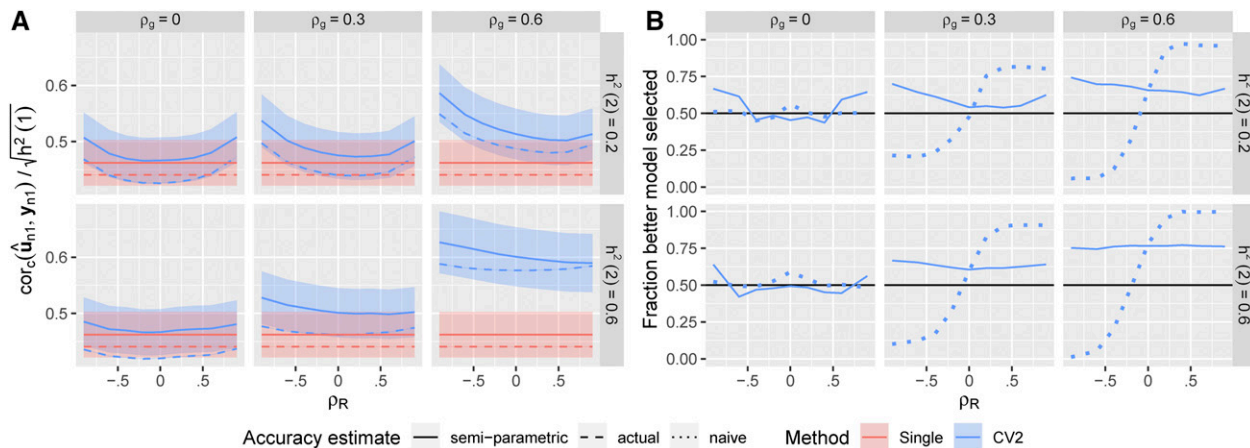 A
ρg = 0 ρg = 0.3 ρg = 0.6
cor_c(û_n1, y_n1) / √h² (1)
0.6
0.5
h² (2) = 0.2
0.6
0.5
h² (2) = 0.6
−.5 0 .5 −.5 0 .5 −.5 0 .5
ρR
B
ρg = 0 ρg = 0.3 ρg = 0.6
Fraction better model selected
1.00
0.75
0.50
0.25
0.00
h² (2) = 0.2
1.00
0.75
0.50
0.25
0.00
h² (2) = 0.6
−.5 0 .5 −.5 0 .5 −.5 0 .5
ρR
Accuracy estimate semi−parametric actual naive Method Single CV2